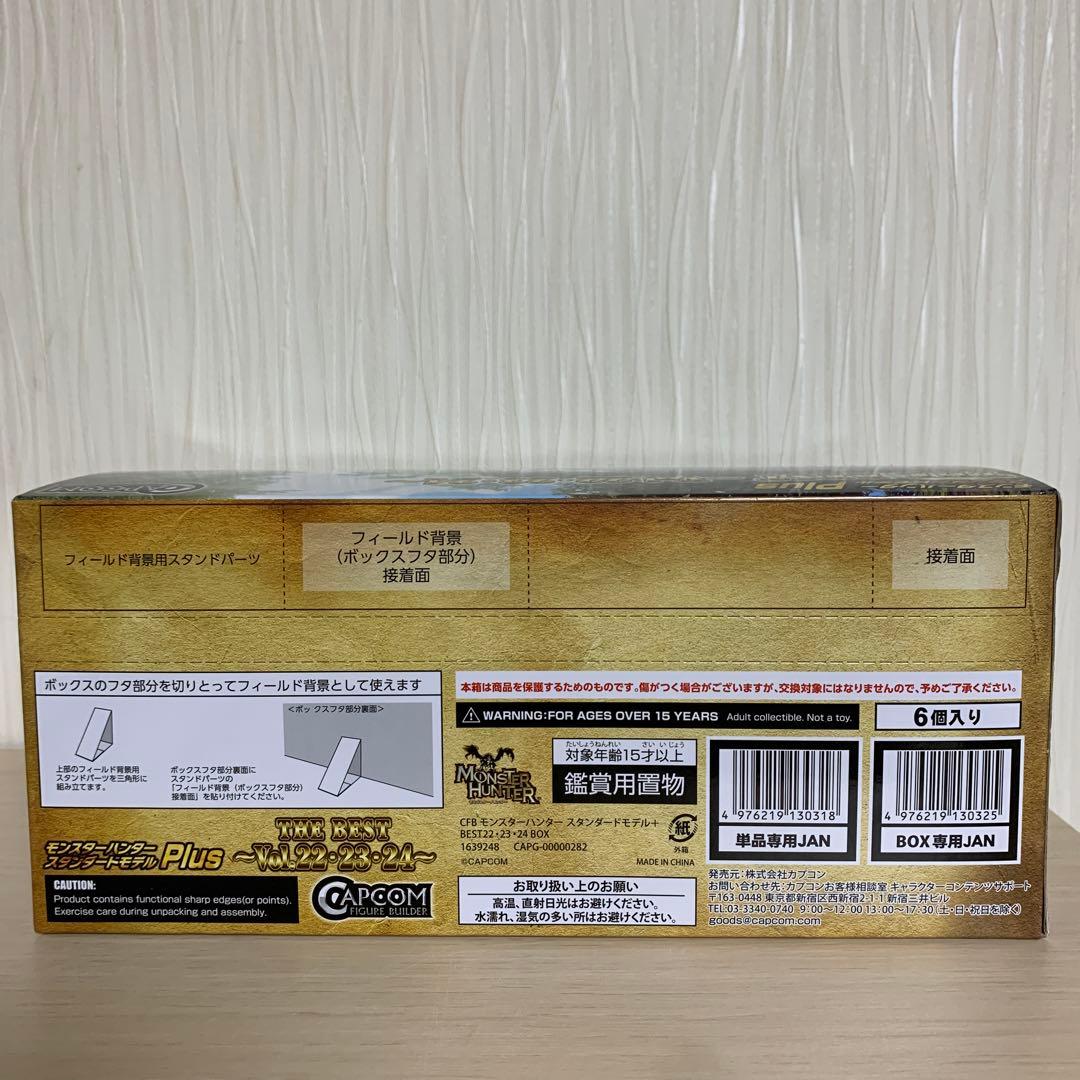 CAPCOM
Plus
フィールド背景用スタンドパーツ
フィールド背景
(ボックスフタ部分)
接着面
接着面
ボックスのフタ部分を切りとってフィールド背景として使えます
<ボックスフタ部裏面>
上部のフィールド背景用
スタンドパーツを三角形に
組み立てます。
ボックスフタ部分裏面に
スタンドパーツの
「フィールド背景(ボックスフタ部分)
接着面」を貼り付けてください。
モンスターハンター
スタンダードモデルPlus
THE BEST
～Vol.22・23・24～
CAUTION:
Product contains functional sharp edges(or points).
Exercise care during unpacking and assembly.
CAPCOM
FIGURE BUILDER
本箱は商品を保護するためのものです。傷がつく場合がございますが、交換対象にはなりませんので、予めご了承ください。
WARNING:FOR AGES OVER 15 YEARS Adult collectible. Not a toy.
6個入り
MONSTER
HUNTER
たいしょうねんれい さい いじょう
対象年齢15才以上
鑑賞用置物
CFB モンスターハンター スタンダードモデル+
BEST22・23・24 BOX
1639248 CAPG-00000282
©CAPCOM
紙
外箱
MADE IN CHINA
お取り扱い上のお願い
高温、直射日光はお避けください。
水濡れ、湿気の多い所はお避けください。
4 976219 130318
単品専用JAN
4 976219 130325
BOX専用JAN
発売元:株式会社カプコン
お問い合わせ先:カプコンお客様相談室 キャラクターコンテンツサポート
〒163-0448 東京都新宿区西新宿2-1-1新宿三井ビル
TEL:03-3340-0740 9:00～12:00 13:00～17:30(土・日・祝日を除く)
goods@capcom.com